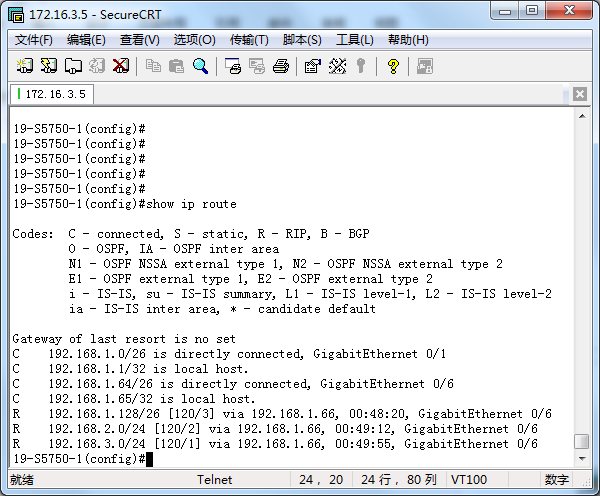 172.16.3.5 - SecureCRT
文件(F) 编辑(E) 查看(V) 选项(O) 传输(T) 脚本(S) 工具(L) 帮助(H)
172.16.3.5
19-S5750-1(config)#
19-S5750-1(config)#
19-S5750-1(config)#
19-S5750-1(config)#
19-S5750-1(config)#
19-S5750-1(config)#show ip route
Codes:  C - connected, S - static, R - RIP, B - BGP
O - OSPF, IA - OSPF inter area
N1 - OSPF NSSA external type 1, N2 - OSPF NSSA external type 2
E1 - OSPF external type 1, E2 - OSPF external type 2
i - IS-IS, su - IS-IS summary, L1 - IS-IS level-1, L2 - IS-IS level-2
ia - IS-IS inter area, * - candidate default
Gateway of last resort is no set
C    192.168.1.0/26 is directly connected, GigabitEthernet 0/1
C    192.168.1.1/32 is local host.
C    192.168.1.64/26 is directly connected, GigabitEthernet 0/6
C    192.168.1.65/32 is local host.
R    192.168.1.128/26 [120/3] via 192.168.1.66, 00:48:20, GigabitEthernet 0/6
R    192.168.2.0/24 [120/2] via 192.168.1.66, 00:49:12, GigabitEthernet 0/6
R    192.168.3.0/24 [120/1] via 192.168.1.66, 00:49:55, GigabitEthernet 0/6
19-S5750-1(config)#
就绪 Telnet 24, 20 24 行, 80 列 VT100 数字